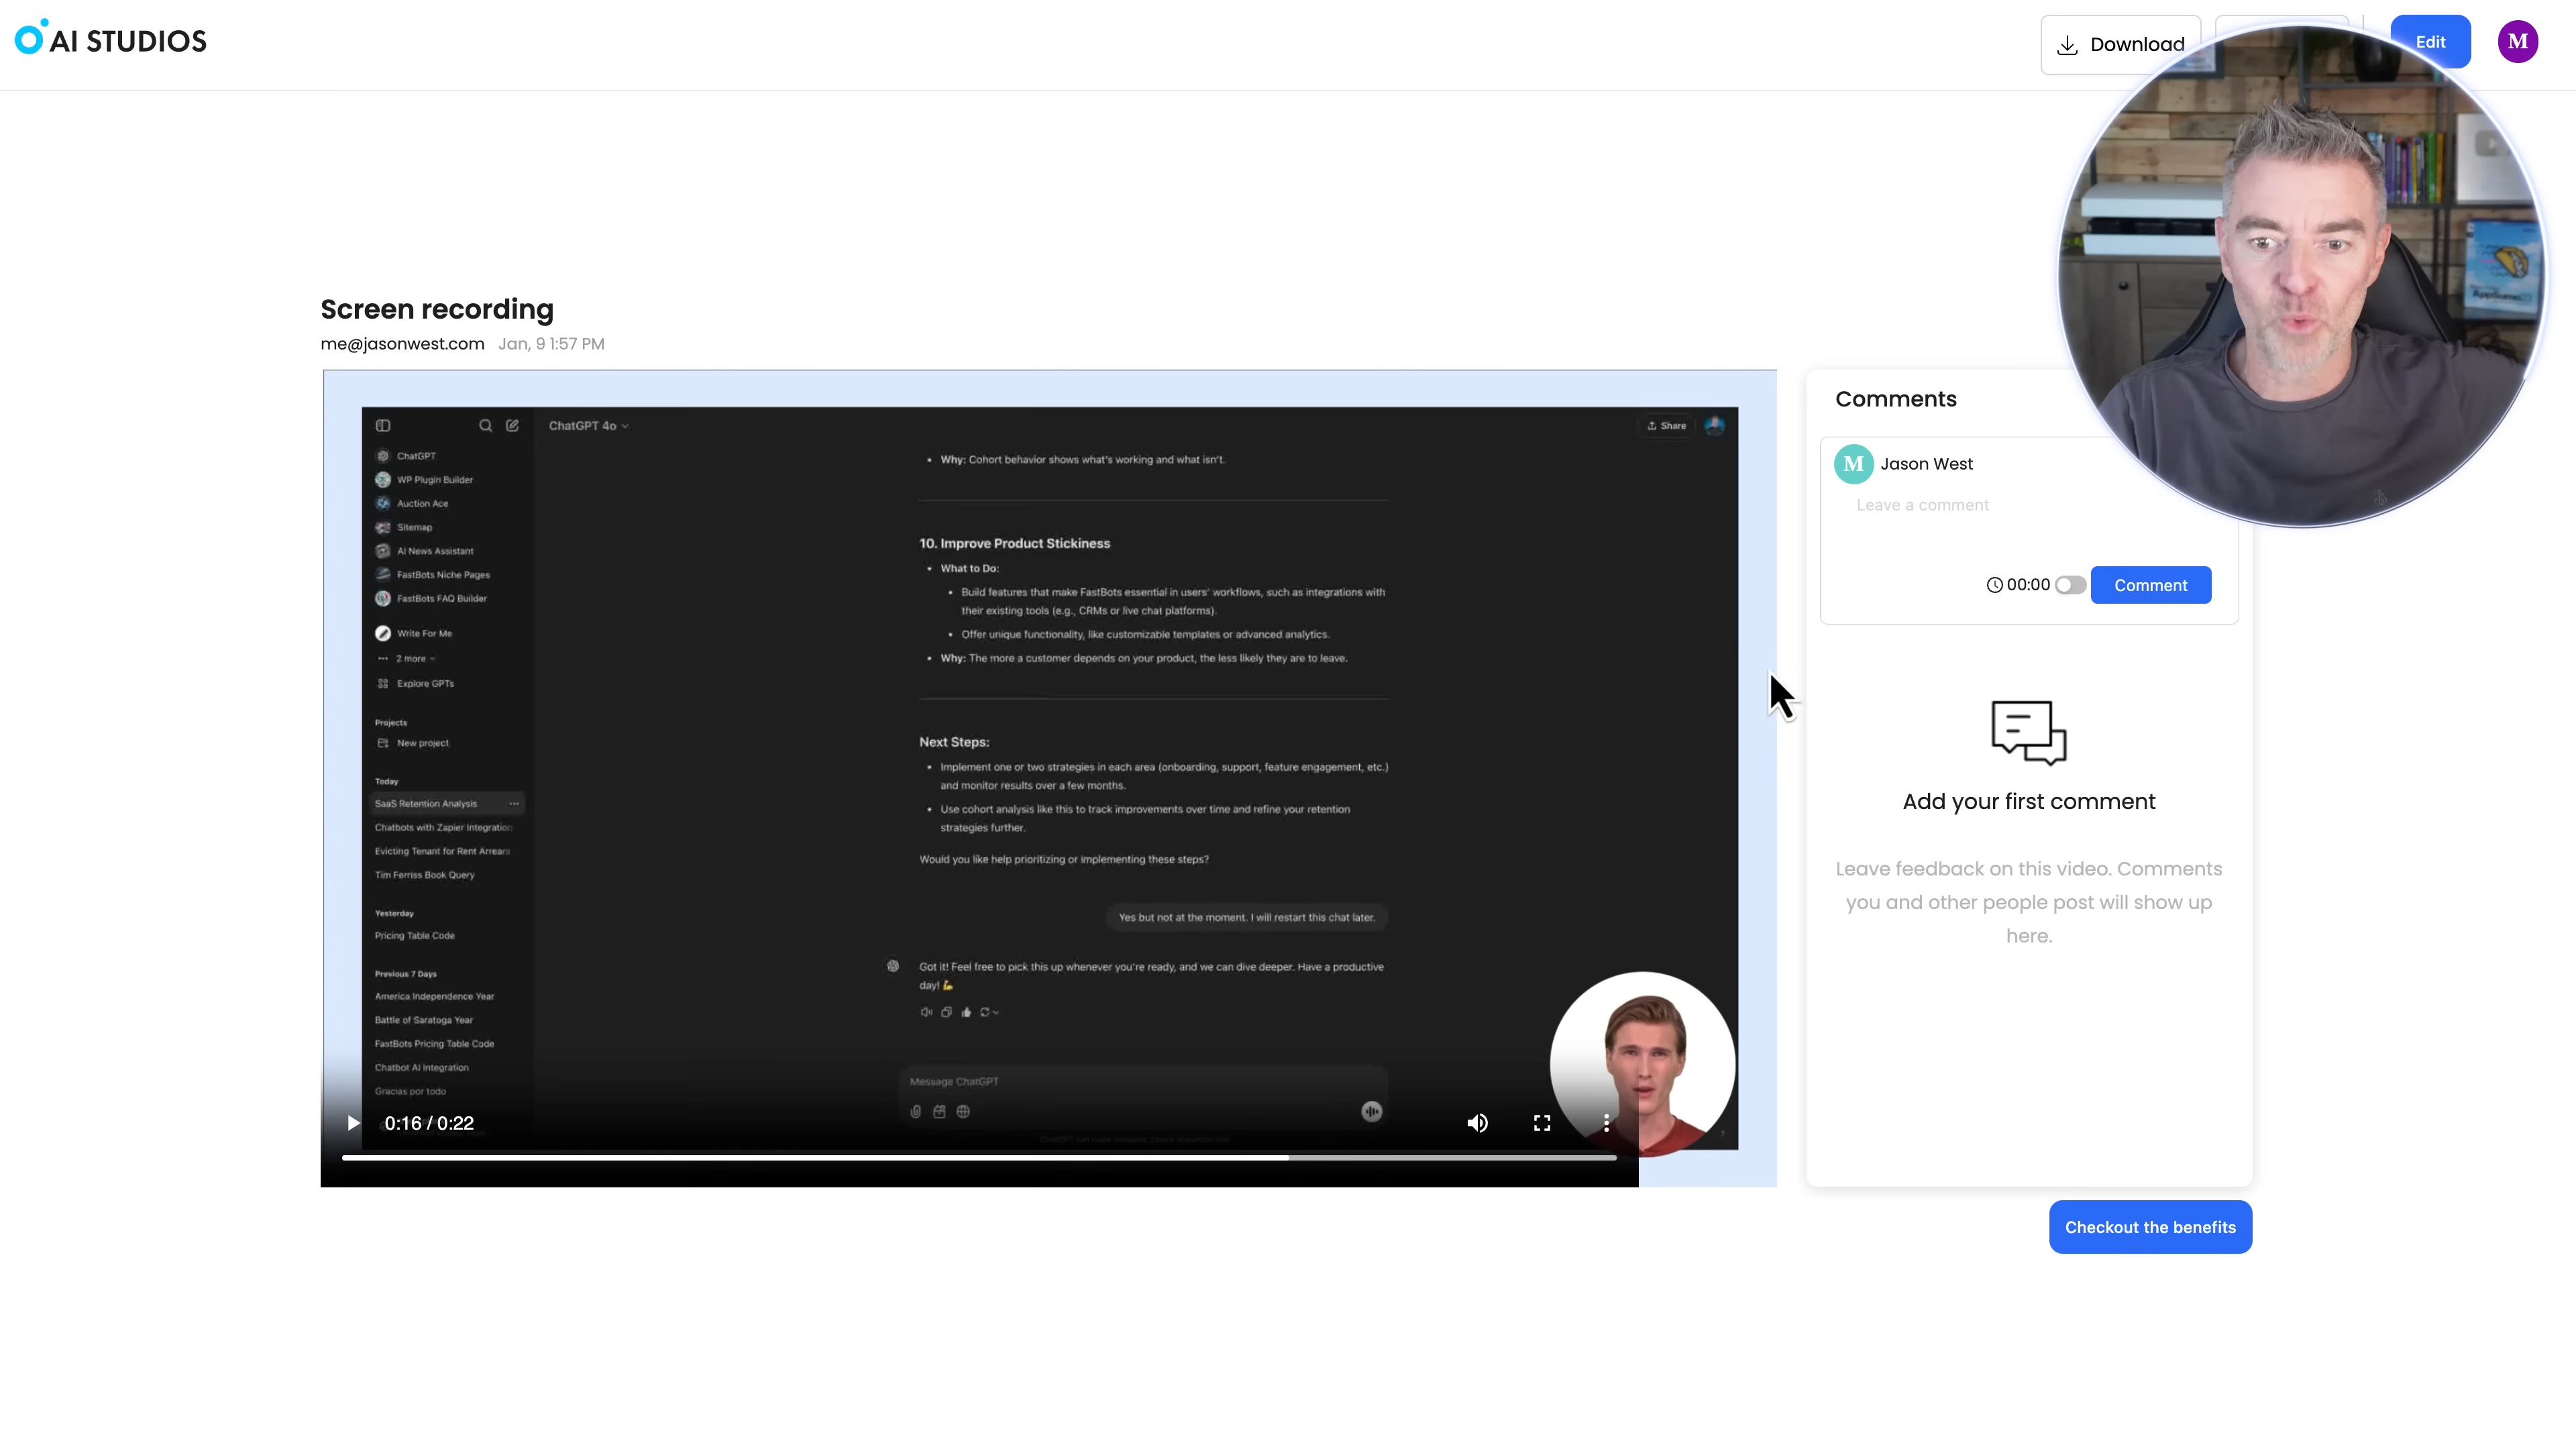 AI STUDIOS
Download
Edit
M
Screen recording
me@jasonwest.com Jan, 9 1:57 PM
ChatGPT 4o
Share
ChatGPT
WP Plugin Builder
Auction Ace
Sitemap
AI News Assistant
FastBots Niche Pages
FastBots FAQ Builder
Write For Me
2 more
Explore GPTs
Projects
New project
Today
SaaS Retention Analysis
Chatbots with Zapier Integration
Evicting Tenant for Rent Arrears
Tim Ferriss Book Query
Yesterday
Pricing Table Code
Previous 7 Days
America Independence Year
Battle of Saratoga Year
FastBots Pricing Table Code
Chatbot AI Integration
Gracias por todo
• Why: Cohort behavior shows what's working and what isn't.
10. Improve Product Stickiness
• What to Do:
• Build features that make FastBots essential in users' workflows, such as integrations with
their existing tools (e.g., CRMs or live chat platforms).
• Offer unique functionality, like customizable templates or advanced analytics.
• Why: The more a customer depends on your product, the less likely they are to leave.
Next Steps:
• Implement one or two strategies in each area (onboarding, support, feature engagement, etc.)
and monitor results over a few months.
• Use cohort analysis like this to track improvements over time and refine your retention
strategies further.
Would you like help prioritizing or implementing these steps?
Yes but not at the moment. I will restart this chat later.
Got it! Feel free to pick this up whenever you're ready, and we can dive deeper. Have a productive
day! 💪
Message ChatGPT
0:16 / 0:22
Comments
M Jason West
Leave a comment
00:00 Comment
Add your first comment
Leave feedback on this video. Comments
you and other people post will show up
here.
Checkout the benefits